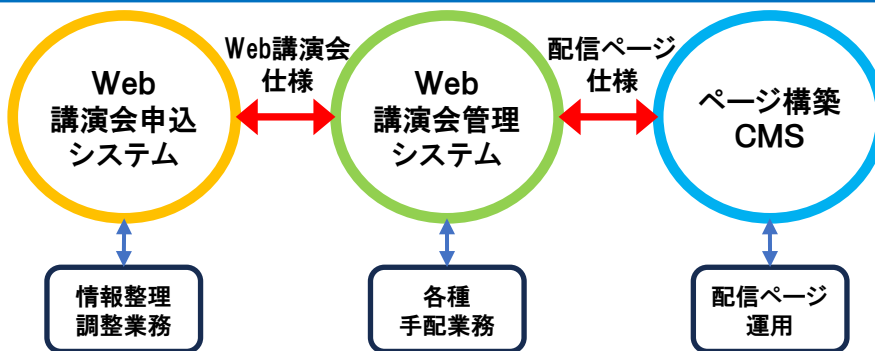 Web
講演会申込
システム
Web講演会
仕様
Web
講演会管理
システム
配信ページ
仕様
ページ構築
CMS
情報整理
調整業務
各種
手配業務
配信ページ
運用